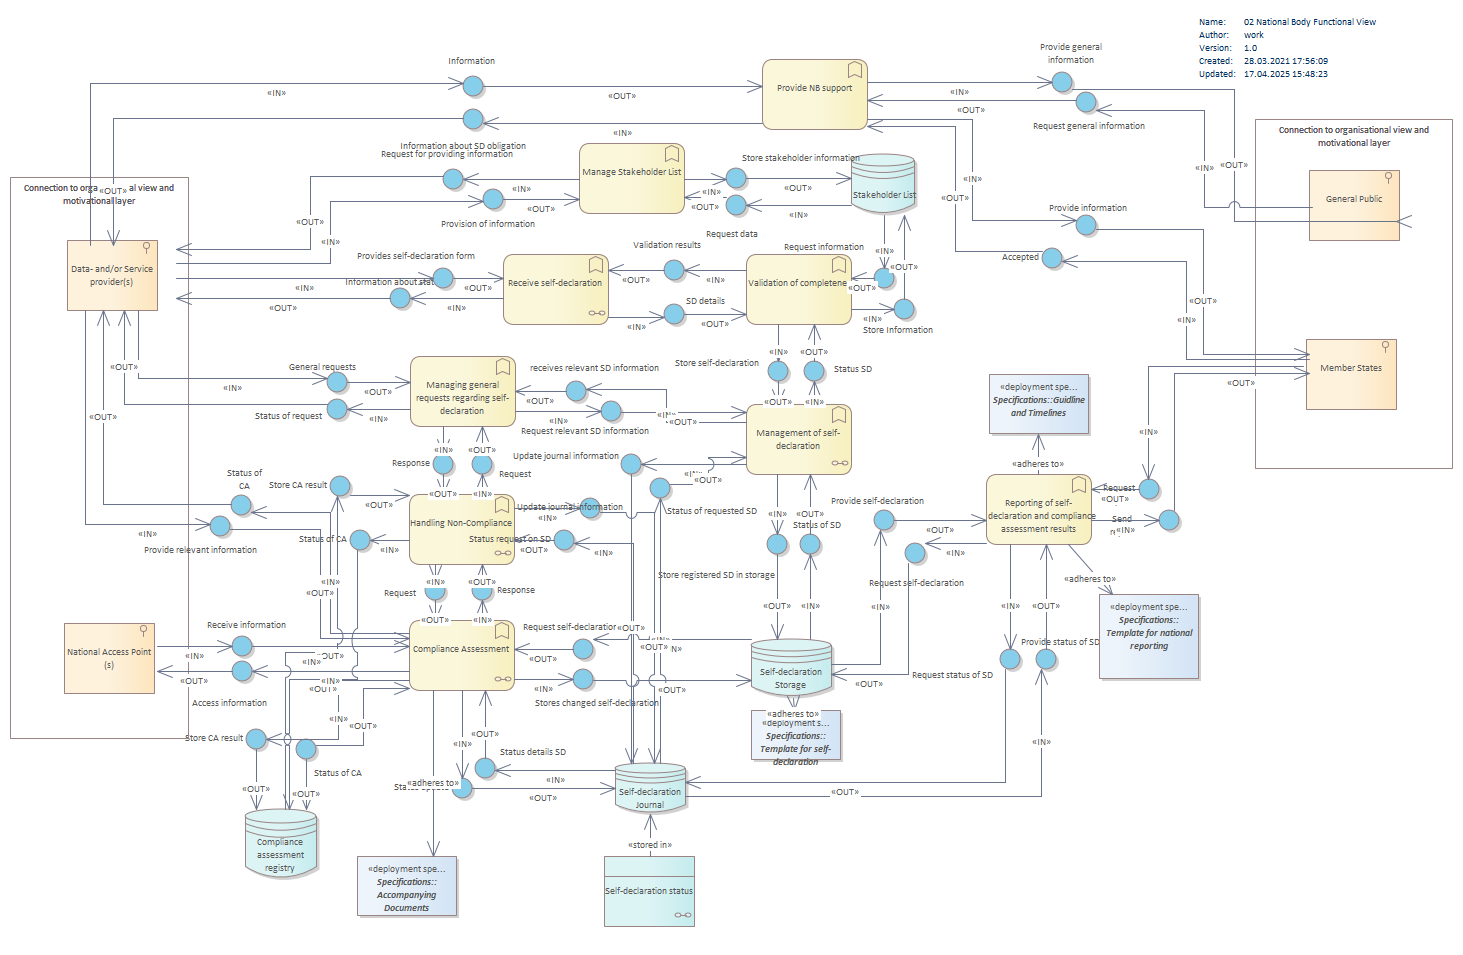 Name: 02 National Body Functional View
Author: work
Version: 1.0
Created: 28.03.2021 17:56:09
Updated: 17.04.2025 15:48:23
Provide general
information
Information
«IN»
«OUT»
Provide NB support
«IN»
«OUT»
Request general information
«IN»
Information about SD obligation
Request for providing information
Connection to organisational view and
motivational layer
Manage Stakeholder List
Store stakeholder information
Stakeholder List
«IN»
«OUT»
«IN»
«OUT»
«OUT»
«IN»
Provision of information
Request data
«IN»
«OUT»
«IN»
«OUT»
General Public
Provide information
Accepted
«OUT»
«OUT»
«IN»
Connection to
al view and
motivational layer
«OUT»
Data- and/or Service
provider(s)
Provides self-declaration form
Information about
«IN»
«OUT»
«OUT»
«IN»
Receive self-declaration
Validation results
«OUT»
«IN»
SD details
«IN»
«OUT»
Request information
Validation of completene
«OUT»
«IN»
«OUT»
«IN»
Store Information
«OUT»
«IN»
Member States
«OUT»
General requests
«OUT»
«IN»
«OUT»
Status of request
«IN»
Managing general
requests regarding self-
declaration
receives relevant SD information
«OUT»
«IN»
Request relevant SD information
«OUT»
Store self-declaration
«IN»
«OUT»
Status SD
«OUT»
«IN»
Management of self-
declaration
«deployment spe...
Specifications::Guidline
and Timelines
«adheres to»
«OUT»
«IN»
Response
«IN»
«OUT»
Request
«OUT»
«IN»
Update journal information
«OUT»
Status of requested SD
Status of
CA
Store CA result
«OUT»
«IN»
Provide relevant information
Status of CA
«IN»
Handling Non-Compliance
Update journal information
«IN»
Status request on SD
«OUT»
«IN»
«IN»
«OUT»
Status of SD
Provide self-declaration
«OUT»
«IN»
Request self-declaration
Reporting of self-
declaration and compliance
assessment results
Request
«OUT»
Send
«IN»
«adheres to»
Store registered SD in storage
«IN»
«OUT»
Request
«IN»
«OUT»
Response
«OUT»
«IN»
«OUT»
«IN»
«IN»
«IN»
«OUT»
«deployment spe...
Specifications::
Template for national
reporting
National Access Point
(s)
Receive information
«IN»
«OUT»
Access information
«IN»
«OUT»
«IN»
Compliance Assessment
Request self-declaration
«OUT»
«OUT»
«OUT»
«IN»
Stores changed self-declaration
«OUT»
Self-declaration
Storage
«OUT»
Request status of SD
Provide status of SD
«IN»
«OUT»
«adheres to»
«deployment s...
Specifications::
Template for self-
declaration
Store CA result
Status of CA
«OUT»
«OUT»
«IN»
«OUT»
Status details SD
«adheres to»
«IN»
«OUT»
Self-declaration
Journal
«OUT»
«IN»
Compliance
assessment
registry
«stored in»
«deployment spe...
Specifications::
Accompanying
Documents
Self-declaration status